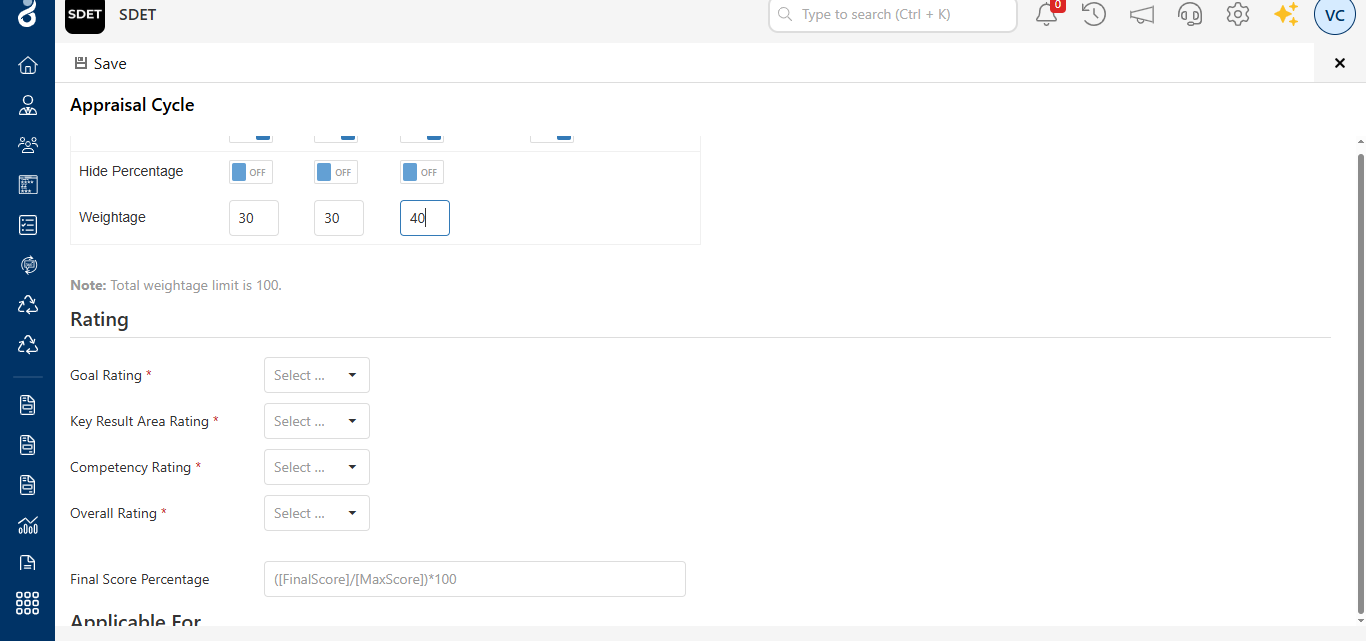 SDET SDET Type to search (Ctrl + K) 0 VC
Save
Appraisal Cycle
Hide Percentage OFF OFF OFF
Weightage 30 30 40
Note: Total weightage limit is 100.
Rating
Goal Rating * Select ...
Key Result Area Rating * Select ...
Competency Rating * Select ...
Overall Rating * Select ...
Final Score Percentage ([FinalScore]/[MaxScore])*100
Applicable For